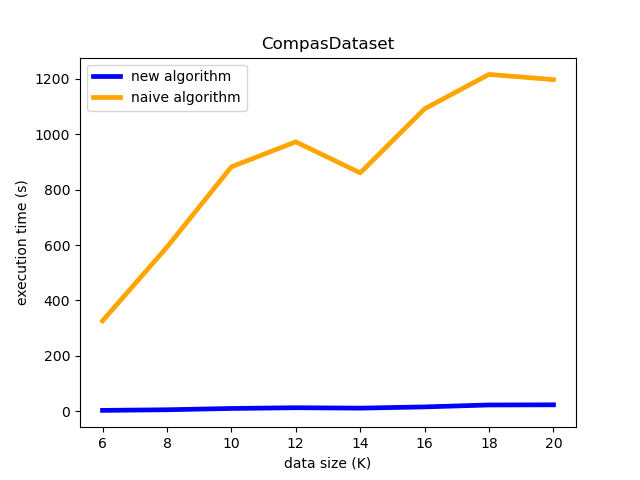 CompasDataset
new algorithm
naive algorithm
execution time (s)
1200
1000
800
600
400
200
0
6 8 10 12 14 16 18 20
data size (K)